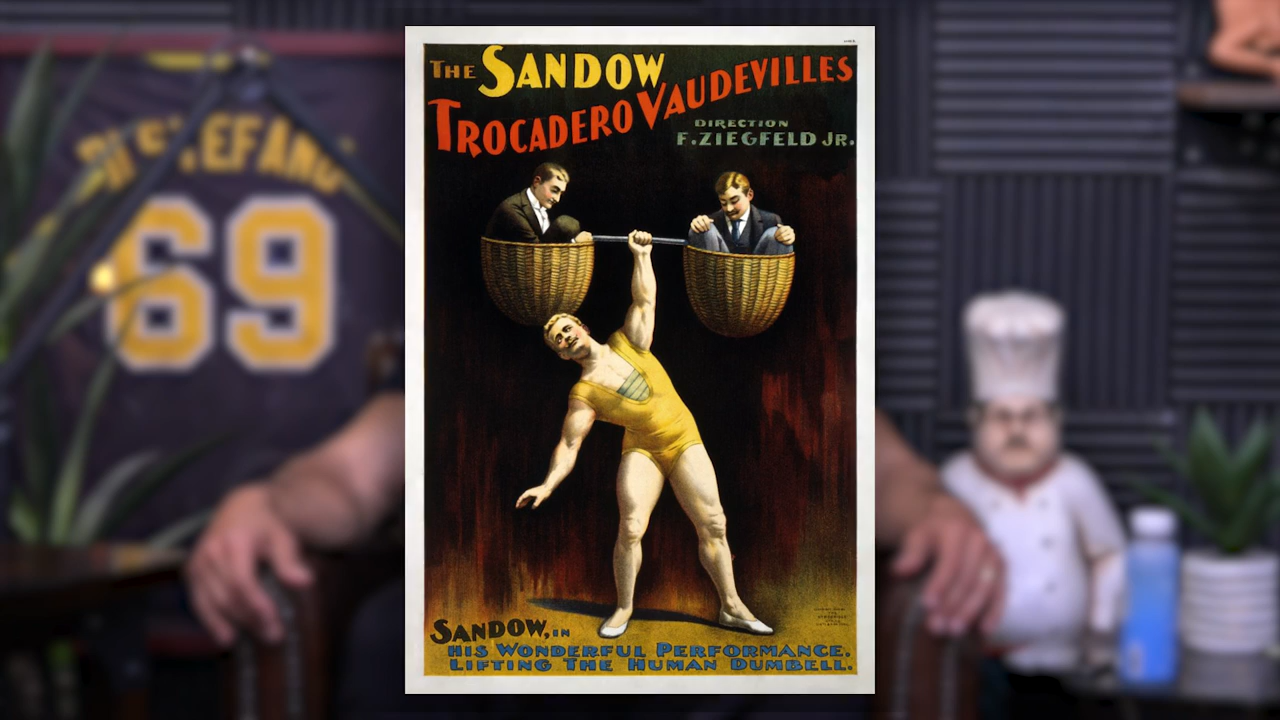 THE SANDOW
TROCADERO VAUDEVILLES
DIRECTION
F. ZIEGFELD JR.
SANDOW, IN
HIS WONDERFUL PERFORMANCE.
LIFTING THE HUMAN DUMBELL.
69